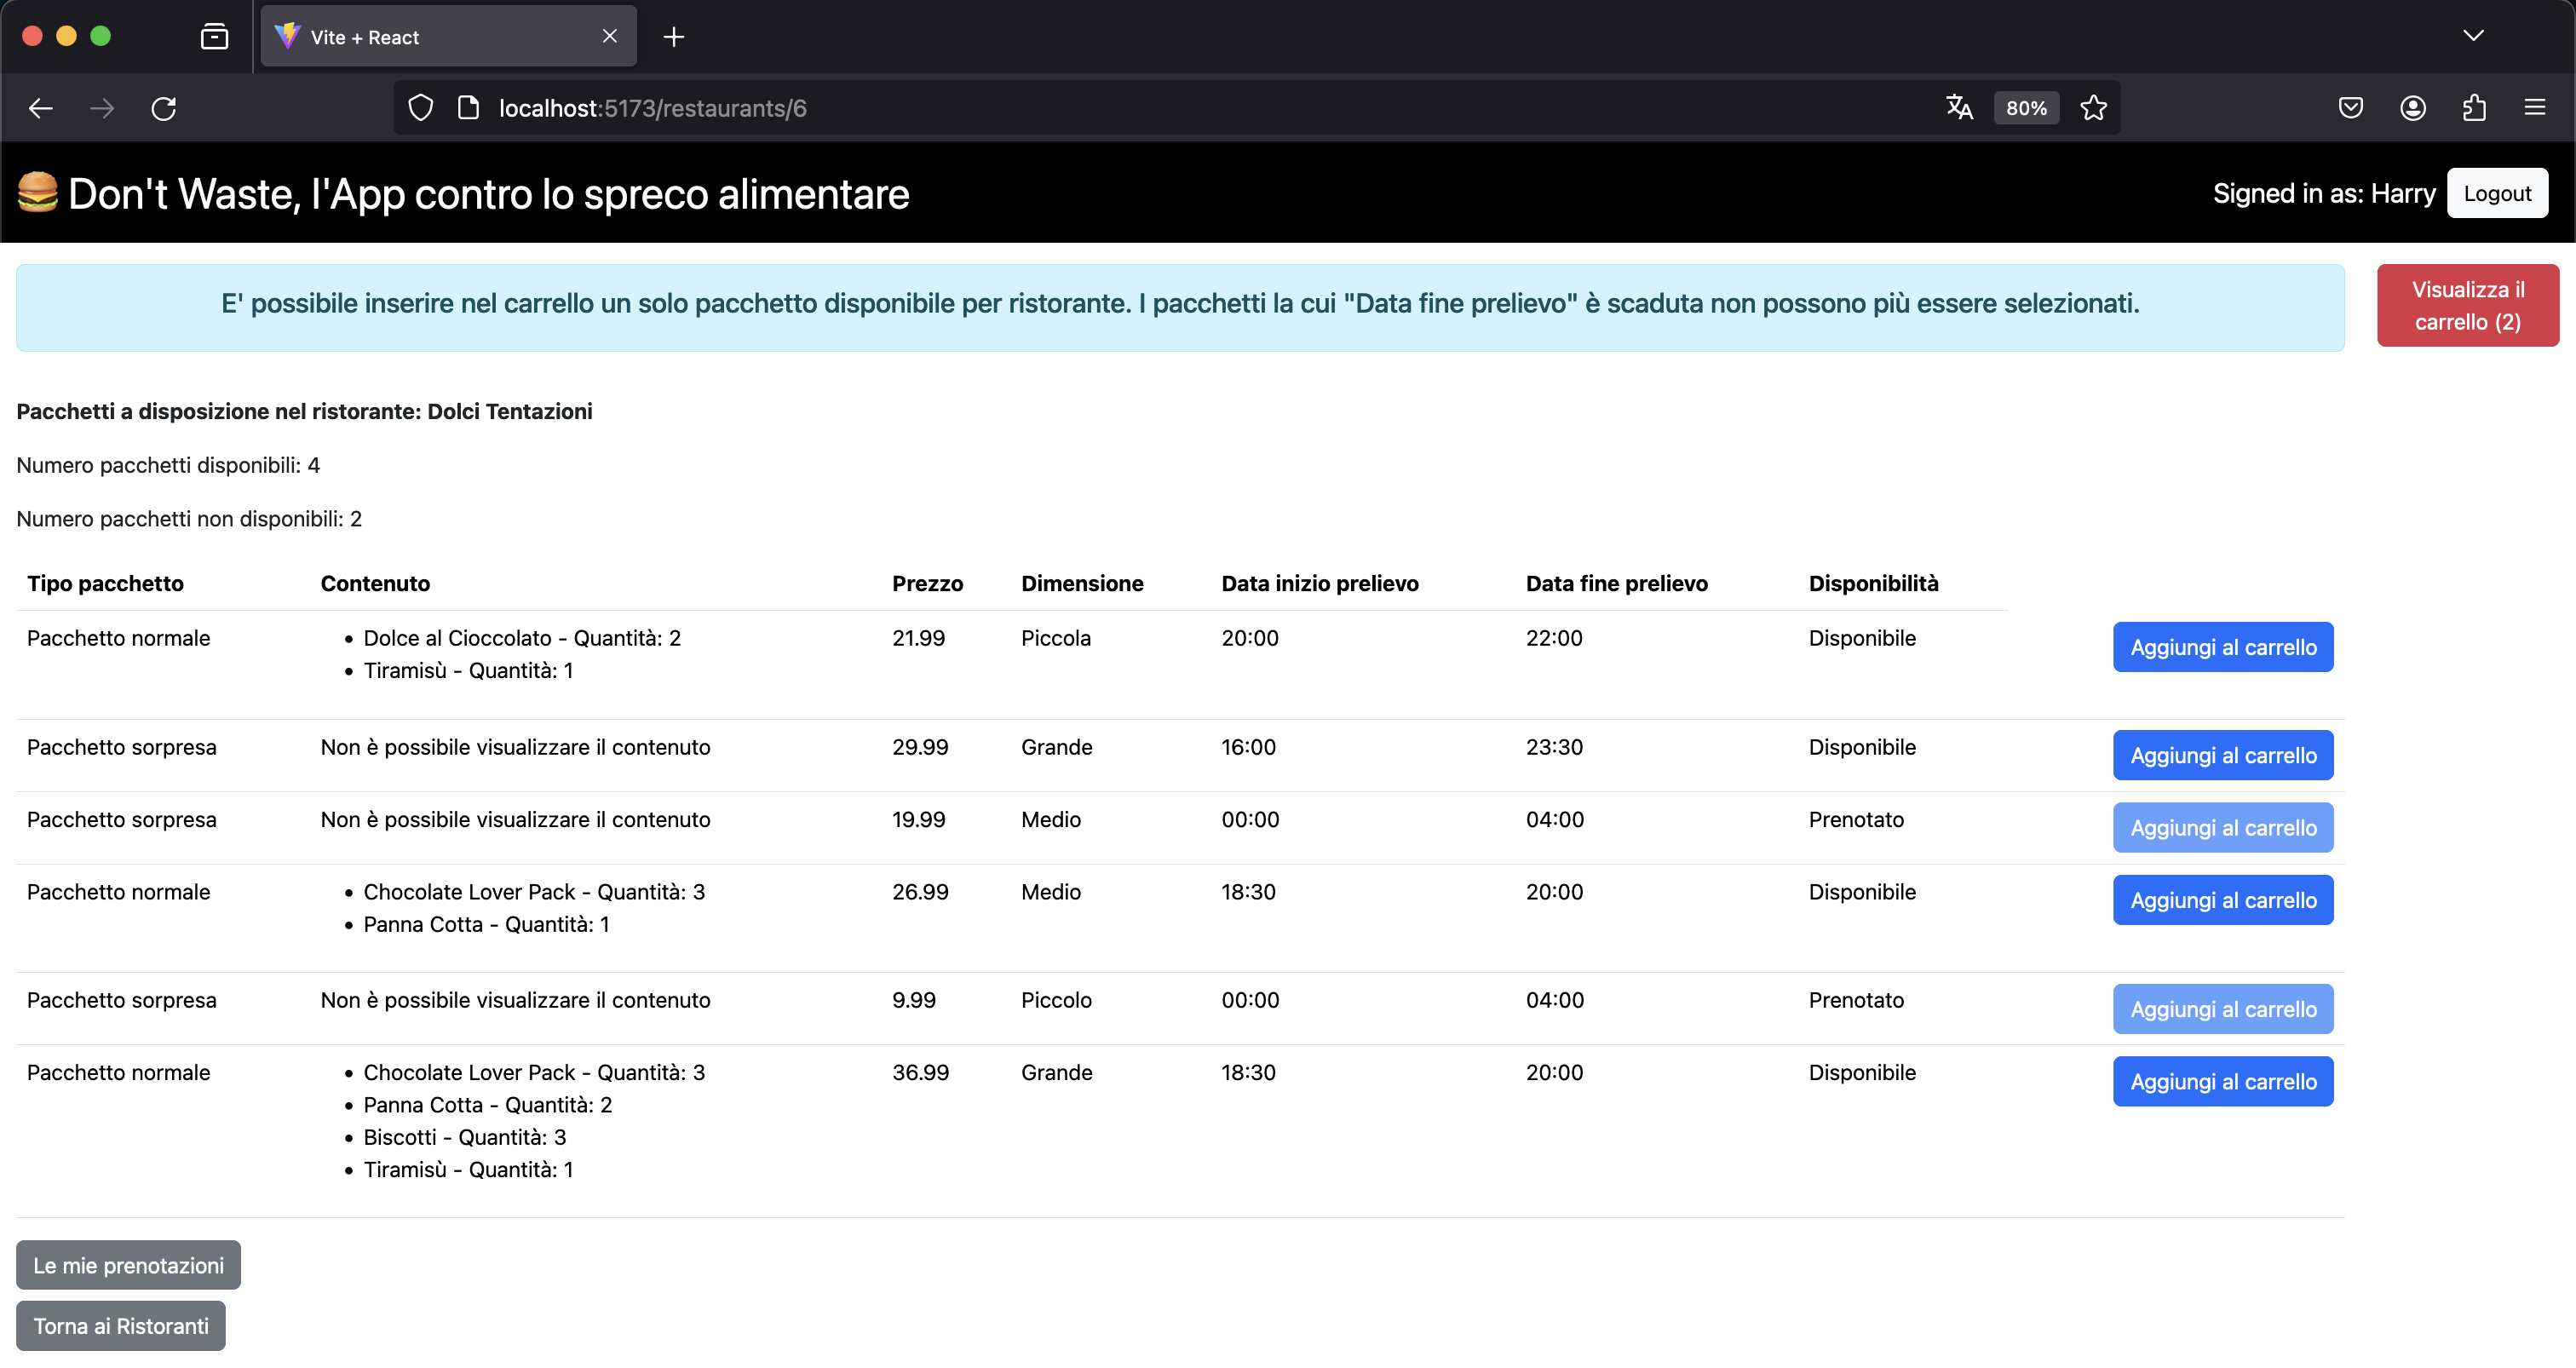 Vite + React
localhost:5173/restaurants/6
80%
Don't Waste, l'App contro lo spreco alimentare
Signed in as: Harry
Logout
E' possibile inserire nel carrello un solo pacchetto disponibile per ristorante. I pacchetti la cui "Data fine prelievo" è scaduta non possono più essere selezionati.
Visualizza il
carrello (2)
Pacchetti a disposizione nel ristorante: Dolci Tentazioni
Numero pacchetti disponibili: 4
Numero pacchetti non disponibili: 2
Tipo pacchetto Contenuto Prezzo Dimensione Data inizio prelievo Data fine prelievo Disponibilità
Pacchetto normale • Dolce al Cioccolato - Quantità: 2 21.99 Piccola 20:00 22:00 Disponibile Aggiungi al carrello
• Tiramisù - Quantità: 1
Pacchetto sorpresa Non è possibile visualizzare il contenuto 29.99 Grande 16:00 23:30 Disponibile Aggiungi al carrello
Pacchetto sorpresa Non è possibile visualizzare il contenuto 19.99 Medio 00:00 04:00 Prenotato Aggiungi al carrello
Pacchetto normale • Chocolate Lover Pack - Quantità: 3 26.99 Medio 18:30 20:00 Disponibile Aggiungi al carrello
• Panna Cotta - Quantità: 1
Pacchetto sorpresa Non è possibile visualizzare il contenuto 9.99 Piccolo 00:00 04:00 Prenotato Aggiungi al carrello
Pacchetto normale • Chocolate Lover Pack - Quantità: 3 36.99 Grande 18:30 20:00 Disponibile Aggiungi al carrello
• Panna Cotta - Quantità: 2
• Biscotti - Quantità: 3
• Tiramisù - Quantità: 1
Le mie prenotazioni
Torna ai Ristoranti